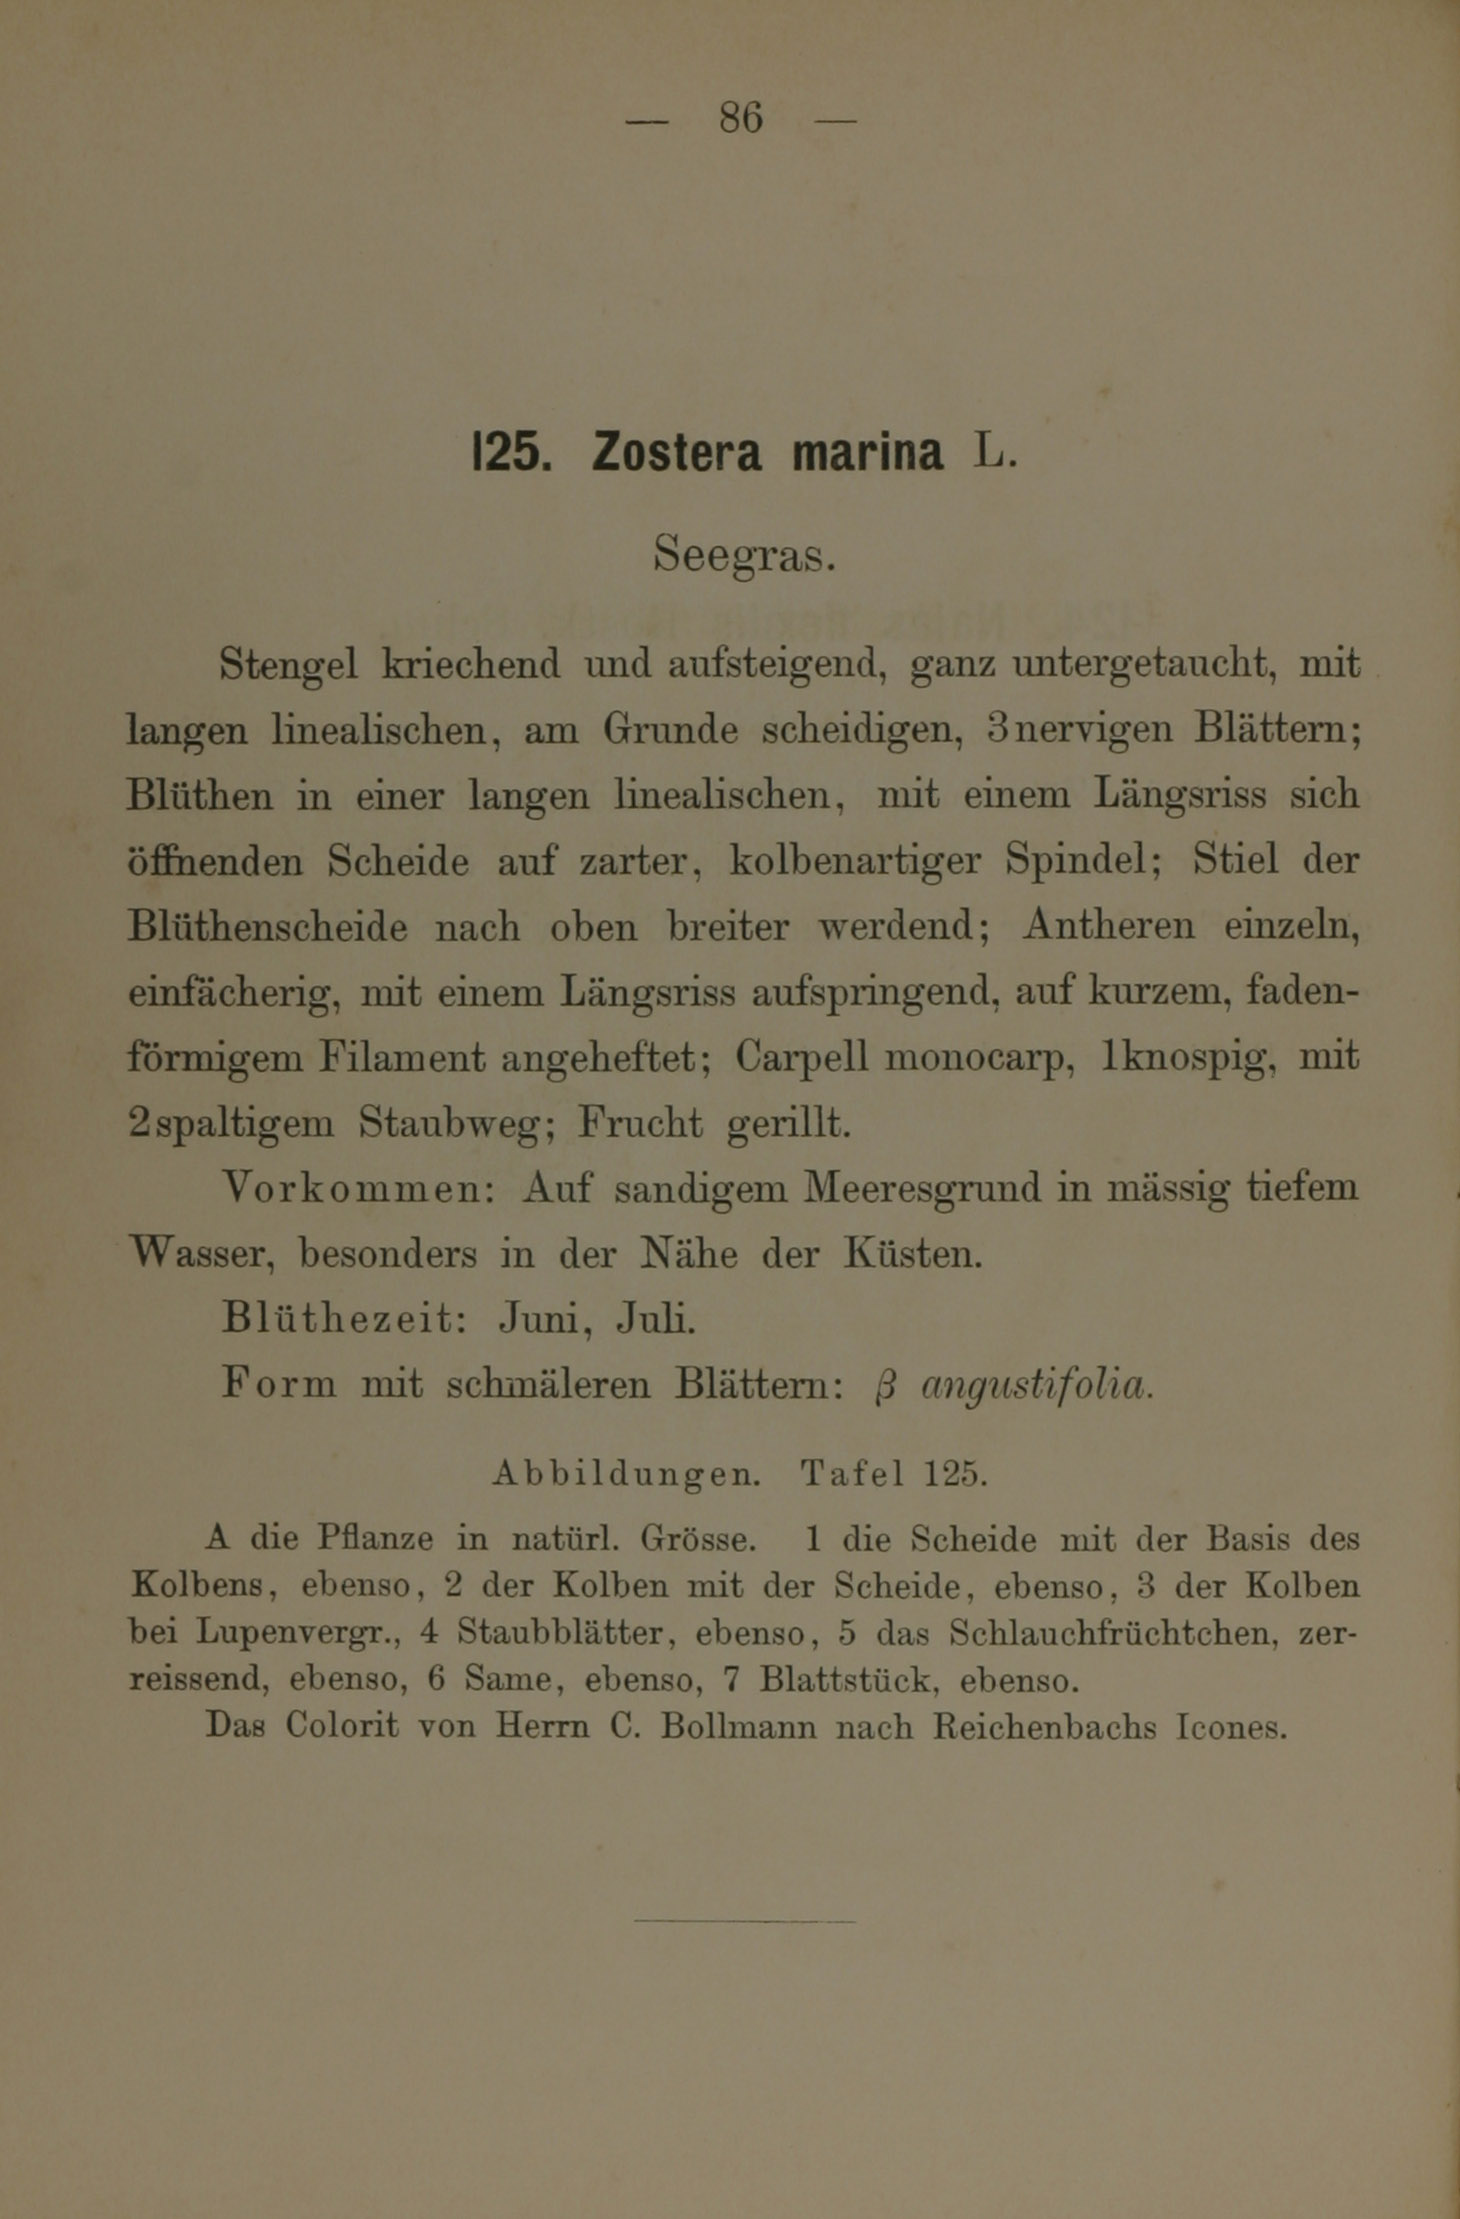 — 86 —
125. Zostera marina L.
Seegras.
Stengel kriechend und aufsteigend, ganz untergetaucht, mit
langen linealischen, am Grunde scheidigen, 3nervigen Blättern;
Blüthen in einer langen linealischen, mit einem Längsriss sich
öffnenden Scheide auf zarter, kolbenartiger Spindel; Stiel der
Blüthenscheide nach oben breiter werdend; Antheren einzeln,
einfächerig, mit einem Längsriss aufspringend, auf kurzem, faden-
förmigem Filament angeheftet; Carpell monocarp, 1knospig, mit
2spaltigem Staubweg; Frucht gerillt.
Vorkommen: Auf sandigem Meeresgrund in mässig tiefem
Wasser, besonders in der Nähe der Küsten.
Blüthezeit: Juni, Juli.
Form mit schmäleren Blättern: β angustifolia.
Abbildungen. Tafel 125.
A die Pflanze in natürl. Grösse. 1 die Scheide mit der Basis des
Kolbens, ebenso, 2 der Kolben mit der Scheide, ebenso, 3 der Kolben
bei Lupenvergr., 4 Staubblätter, ebenso, 5 das Schlauchfrüchtchen, zer-
reissend, ebenso, 6 Same, ebenso, 7 Blattstück, ebenso.
Das Colorit von Herrn C. Bollmann nach Reichenbachs Icones.